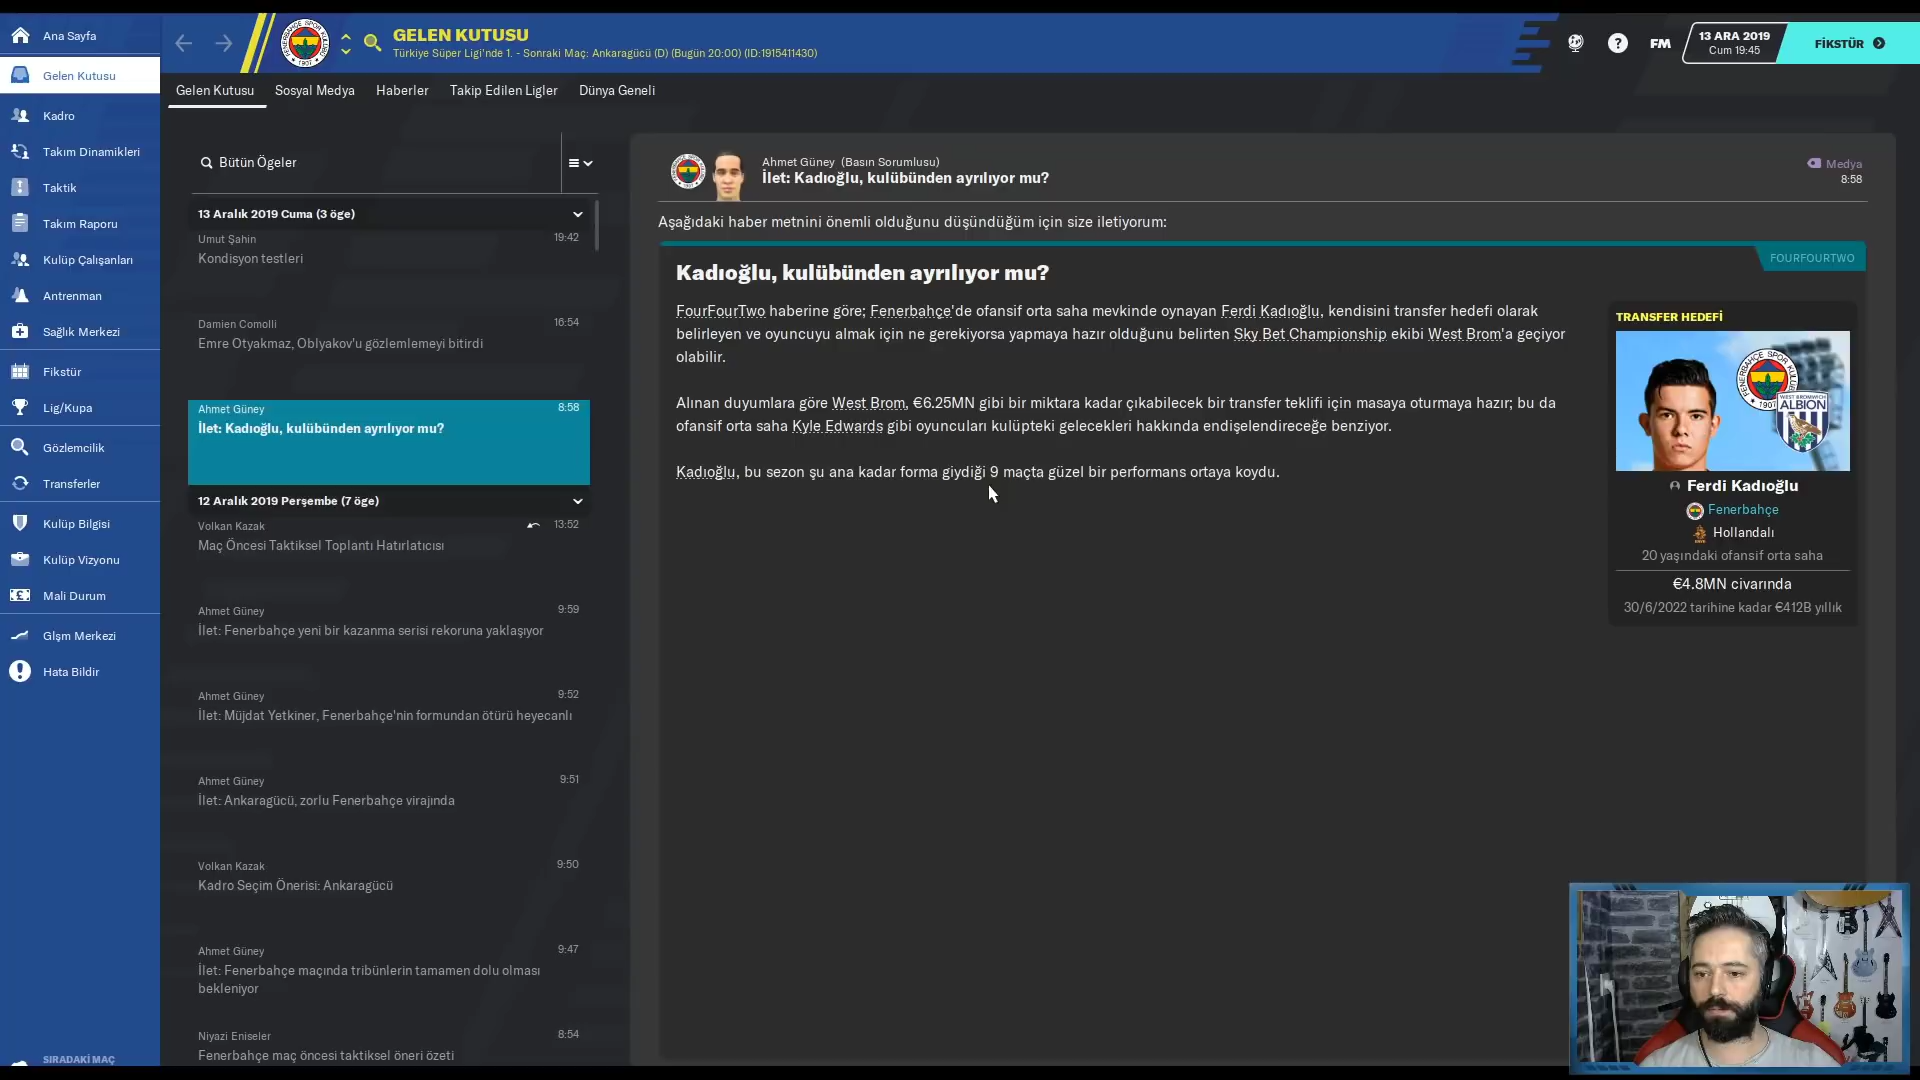 Ana Sayfa
Gelen Kutusu
Kadro
Takım Dinamikleri
Taktik
Takım Raporu
Kulüp Çalışanları
Antrenman
Sağlık Merkezi
Fikstür
Lig/Kupa
Gözlemcilik
Transferler
Kulüp Bilgisi
Kulüp Vizyonu
Mali Durum
Glşm Merkezi
Hata Bildir
SIRADAKİ MAÇ
GELEN KUTUSU
Türkiye Süper Ligi'nde 1. - Sonraki Maç: Ankaragücü (D) (Bugün 20:00) (ID:1915411430)
FM
13 ARA 2019
Cum 19:45
FİKSTÜR
Gelen Kutusu Sosyal Medya Haberler Takip Edilen Ligler Dünya Geneli
Bütün Ögeler
13 Aralık 2019 Cuma (3 öge)
Umut Şahin 19:42
Kondisyon testleri
Damien Comolli 16:54
Emre Otyakmaz, Oblyakov'u gözlemlemeyi bitirdi
Ahmet Güney 8:58
İlet: Kadıoğlu, kulübünden ayrılıyor mu?
12 Aralık 2019 Perşembe (7 öge)
Volkan Kazak 13:52
Maç Öncesi Taktiksel Toplantı Hatırlatıcısı
Ahmet Güney 9:59
İlet: Fenerbahçe yeni bir kazanma serisi rekoruna yaklaşıyor
Ahmet Güney 9:52
İlet: Müjdat Yetkiner, Fenerbahçe'nin formundan ötürü heyecanlı
Ahmet Güney 9:51
İlet: Ankaragücü, zorlu Fenerbahçe virajında
Volkan Kazak 9:50
Kadro Seçim Önerisi: Ankaragücü
Ahmet Güney 9:47
İlet: Fenerbahçe maçında tribünlerin tamamen dolu olması
bekleniyor
Niyazi Eniseler 8:54
Fenerbahçe maç öncesi taktiksel öneri özeti
Ahmet Güney (Basın Sorumlusu)
İlet: Kadıoğlu, kulübünden ayrılıyor mu?
Medya
8:58
Aşağıdaki haber metnini önemli olduğunu düşündüğüm için size iletiyorum:
FOURFOURTWO
Kadıoğlu, kulübünden ayrılıyor mu?
FourFourTwo haberine göre; Fenerbahçe'de ofansif orta saha mevkinde oynayan Ferdi Kadıoğlu, kendisini transfer hedefi olarak
belirleyen ve oyuncuyu almak için ne gerekiyorsa yapmaya hazır olduğunu belirten Sky Bet Championship ekibi West Brom'a geçiyor
olabilir.
Alınan duyumlara göre West Brom, €6.25MN gibi bir miktara kadar çıkabilecek bir transfer teklifi için masaya oturmaya hazır; bu da
ofansif orta saha Kyle Edwards gibi oyuncuları kulüpteki gelecekleri hakkında endişelendireceğe benziyor.
Kadıoğlu, bu sezon şu ana kadar forma giydiği 9 maçta güzel bir performans ortaya koydu.
TRANSFER HEDEFİ
Ferdi Kadıoğlu
Fenerbahçe
Hollandalı
20 yaşındaki ofansif orta saha
€4.8MN civarında
30/6/2022 tarihine kadar €412B yıllık